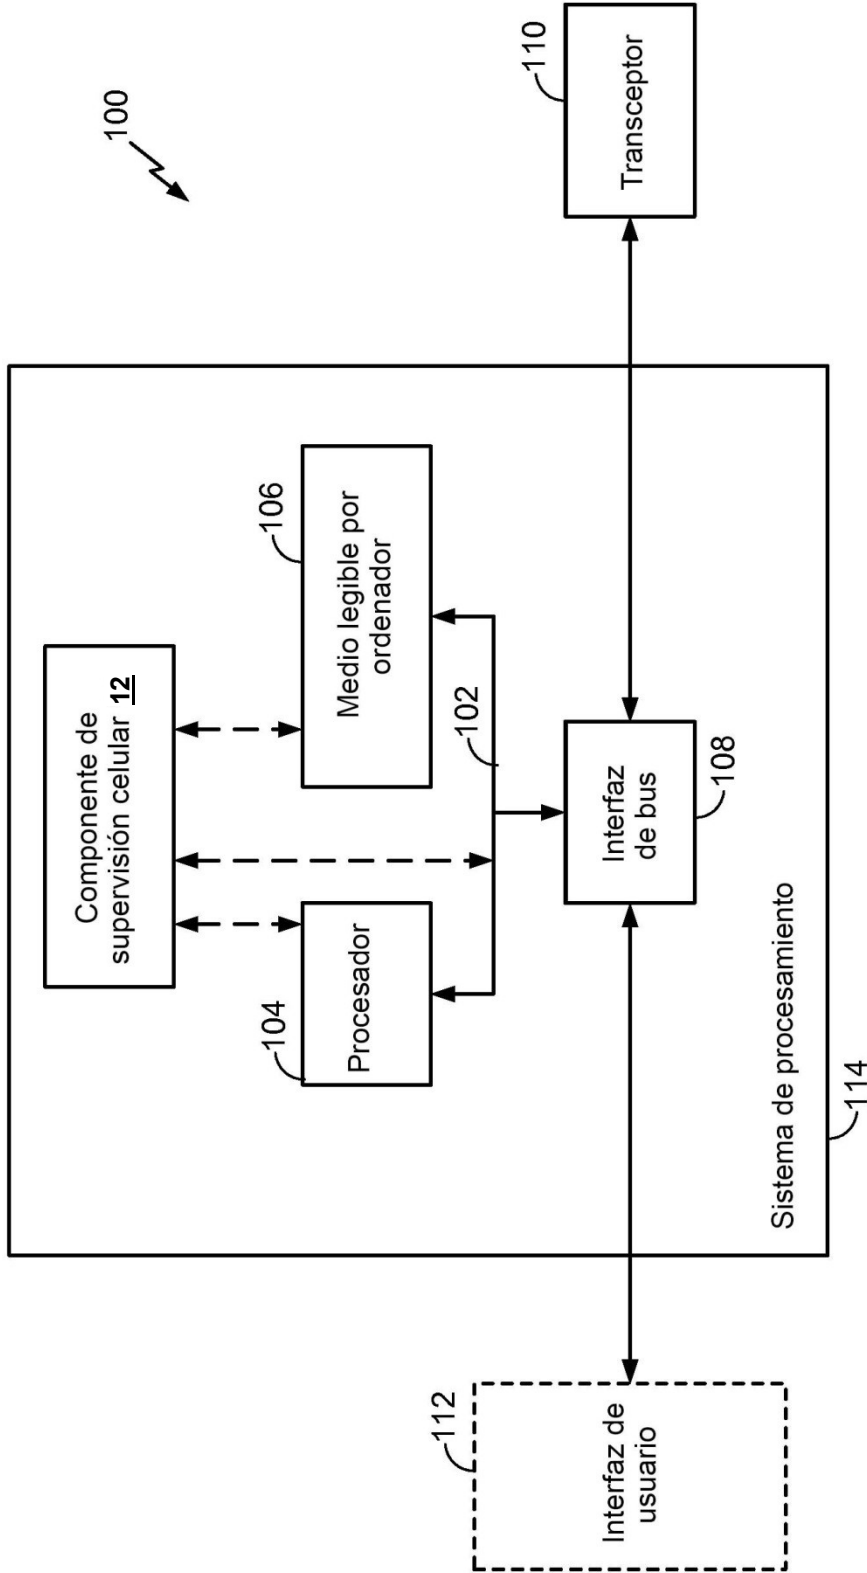 100
Componente de
supervisión celular 12
104
Procesador
106
Medio legible por
ordenador
102
112
Interfaz de
usuario
Interfaz
de bus
108
110
Transceptor
Sistema de procesamiento
114